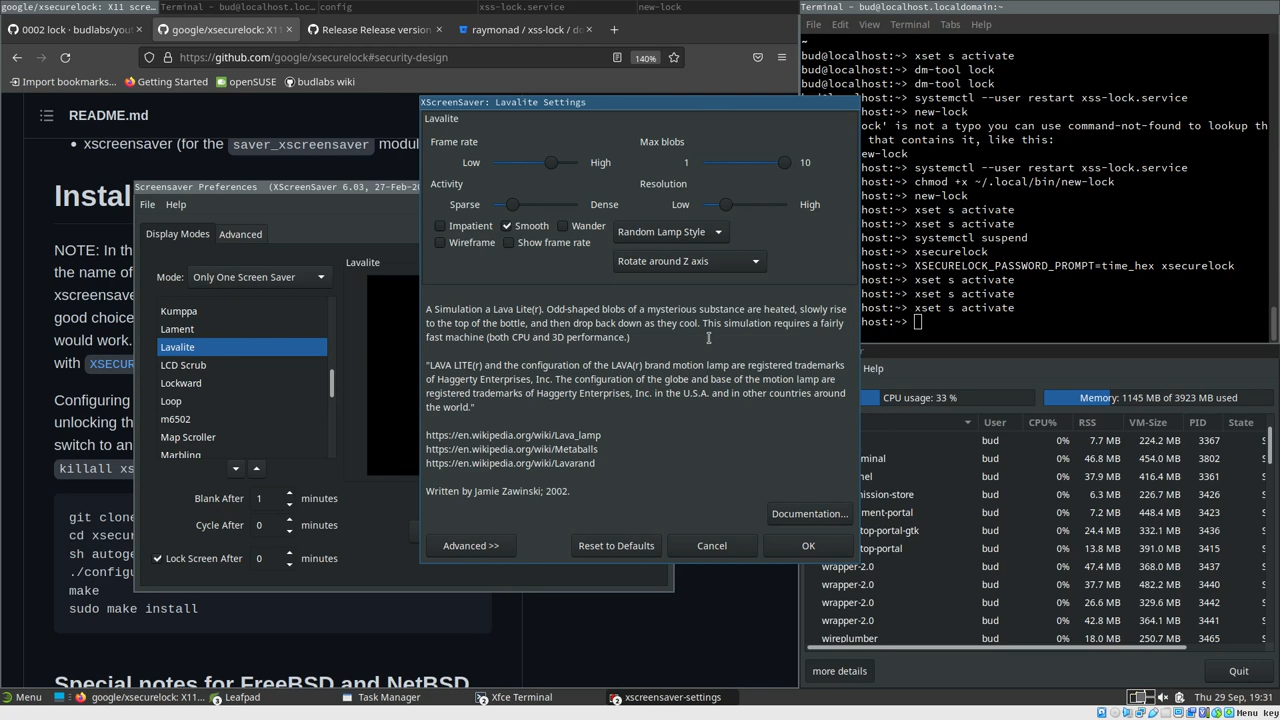 google/xsecurelock: X11 scre…
Terminal - bud@localhost.loc…
config
xss-lock.service
new-lock
0002 lock · budlabs/you
google/xsecurelock: X11
Release Release version
raymonad / xss-lock / do
https://github.com/google/xsecurelock#security-design
140%
Import bookmarks...
Getting Started
openSUSE
budlabs wiki
README.md
xscreensaver (for the saver_xscreensaver modul
Instal
NOTE: In th
the name of
xscreensave
good choice
would work.
with XSECUR
Configuring
unlocking th
switch to an
killall xs
git clone
cd xsecur
sh autoge
./configu
make
sudo make install
Special notes for FreeBSD and NetBSD
Screensaver Preferences (XScreenSaver 6.03, 27-Feb-20
File
Help
Display Modes
Advanced
Mode:
Only One Screen Saver
Kumppa
Lament
Lavalite
LCD Scrub
Lockward
Loop
m6502
Map Scroller
Marbling
Lavalite
Blank After
1
minutes
Cycle After
0
minutes
Lock Screen After
0
minutes
XScreenSaver: Lavalite Settings
Lavalite
Frame rate
Max blobs
Low
High
1
10
Activity
Resolution
Sparse
Dense
Low
High
Impatient
Smooth
Wander
Random Lamp Style
Wireframe
Show frame rate
Rotate around Z axis
A Simulation a Lava Lite(r). Odd-shaped blobs of a mysterious substance are heated, slowly rise
to the top of the bottle, and then drop back down as they cool. This simulation requires a fairly
fast machine (both CPU and 3D performance.)
"LAVA LITE(r) and the configuration of the LAVA(r) brand motion lamp are registered trademarks
of Haggerty Enterprises, Inc. The configuration of the globe and base of the motion lamp are
registered trademarks of Haggerty Enterprises, Inc. in the U.S.A. and in other countries around
the world."
https://en.wikipedia.org/wiki/Lava_lamp
https://en.wikipedia.org/wiki/Metaballs
https://en.wikipedia.org/wiki/Lavarand
Written by Jamie Zawinski; 2002.
Documentation...
Advanced >>
Reset to Defaults
Cancel
OK
Terminal - bud@localhost.localdomain:~
File
Edit
View
Terminal
Tabs
Help
~
bud@localhost:~> xset s activate
bud@localhost:~> dm-tool lock
bud@localhost:~> dm-tool lock
bud@localhost:~> systemctl --user restart xss-lock.service
bud@localhost:~> new-lock
ock' is not a typo you can use command-not-found to lookup th
that contains it, like this:
ew-lock
host:~> systemctl --user restart xss-lock.service
host:~> chmod +x ~/.local/bin/new-lock
host:~> new-lock
host:~> xset s activate
host:~> xset s activate
host:~> systemctl suspend
host:~> xsecurelock
host:~> XSECURELOCK_PASSWORD_PROMPT=time_hex xsecurelock
host:~> xset s activate
host:~> xset s activate
host:~> xset s activate
host:~>
r
Help
CPU usage: 33 %
Memory: 1145 MB of 3923 MB used
User
CPU%
RSS
VM-Size
PID
State
bud 0% 7.7 MB 224.2 MB 3367 S
rminal bud 0% 46.8 MB 454.0 MB 3802 S
nel bud 0% 37.9 MB 416.4 MB 3411 S
mission-store bud 0% 6.3 MB 226.7 MB 3426 S
ument-portal bud 0% 7.2 MB 448.4 MB 3423 S
top-portal-gtk bud 0% 24.4 MB 332.1 MB 3431 S
top-portal bud 0% 13.8 MB 391.0 MB 3415 S
wrapper-2.0 bud 0% 47.4 MB 368.0 MB 3437 S
wrapper-2.0 bud 0% 37.7 MB 482.2 MB 3440 S
wrapper-2.0 bud 0% 26.6 MB 329.6 MB 3442 S
wrapper-2.0 bud 0% 42.8 MB 364.1 MB 3441 S
wireplumber bud 0% 18.0 MB 250.7 MB 3465 S
more details
Quit
Menu
google/xsecurelock: X1...
3
Leafpad
Task Manager
2
Xfce Terminal
2
xscreensaver-settings
Thu 29 Sep, 19:31
Menu key